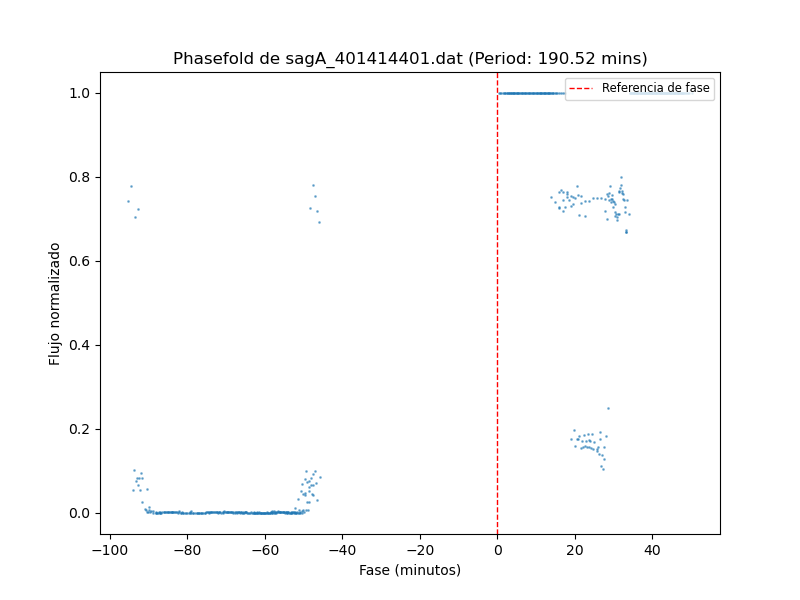 Phasefold de sagA_401414401.dat (Period: 190.52 mins)
Referencia de fase
Flujo normalizado
1.0
0.8
0.6
0.4
0.2
0.0
−100 −80 −60 −40 −20 0 20 40
Fase (minutos)